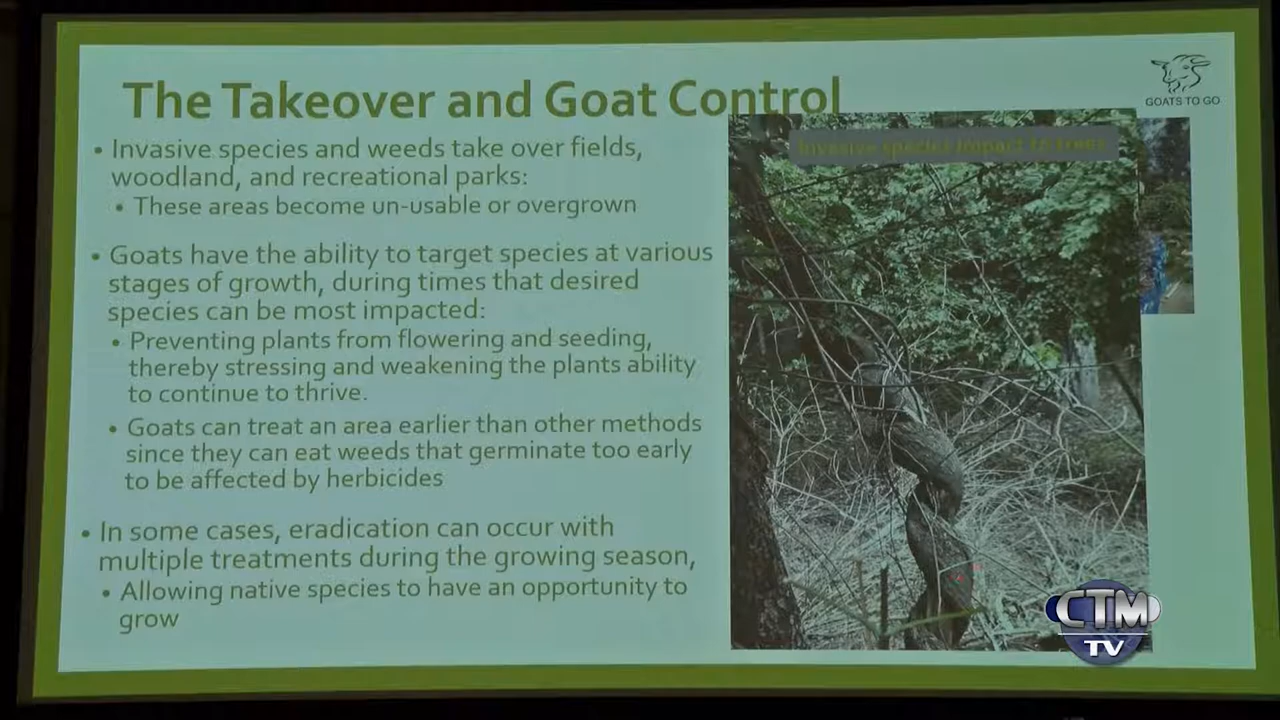 The Takeover and Goat Control
GOATS TO GO
• Invasive species and weeds take over fields,
woodland, and recreational parks:
• These areas become un-usable or overgrown
• Goats have the ability to target species at various
stages of growth, during times that desired
species can be most impacted:
• Preventing plants from flowering and seeding,
thereby stressing and weakening the plants ability
to continue to thrive.
• Goats can treat an area earlier than other methods
since they can eat weeds that germinate too early
to be affected by herbicides
• In some cases, eradication can occur with
multiple treatments during the growing season,
• Allowing native species to have an opportunity to
grow
Invasive species impact to trees
CTM
TV